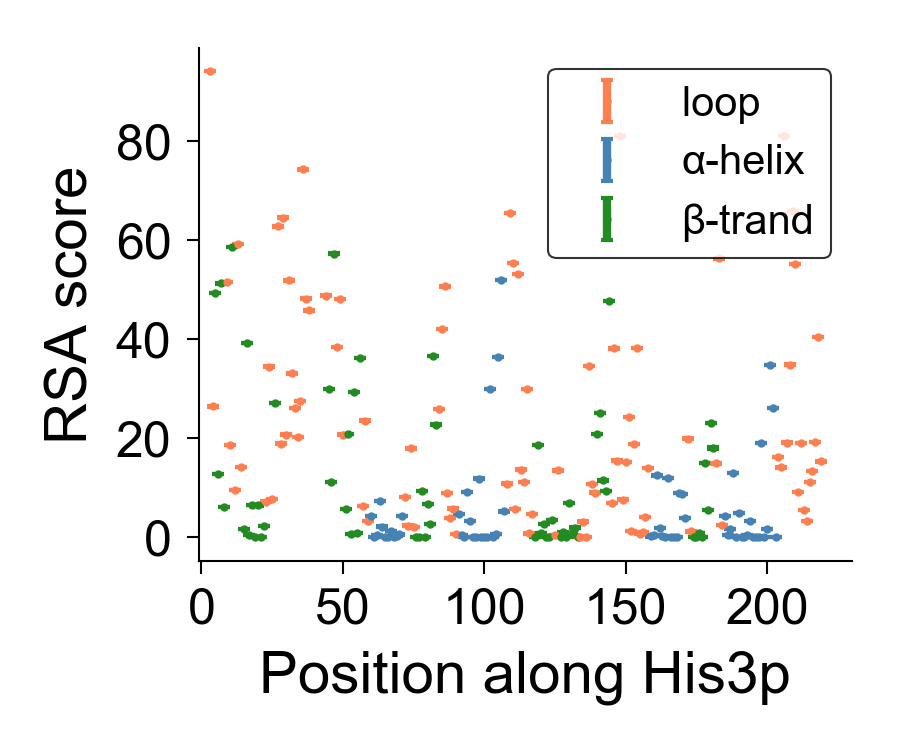 RSA score
80
60
40
20
0
0 50 100 150 200
Position along His3p
loop
α-helix
β-trand